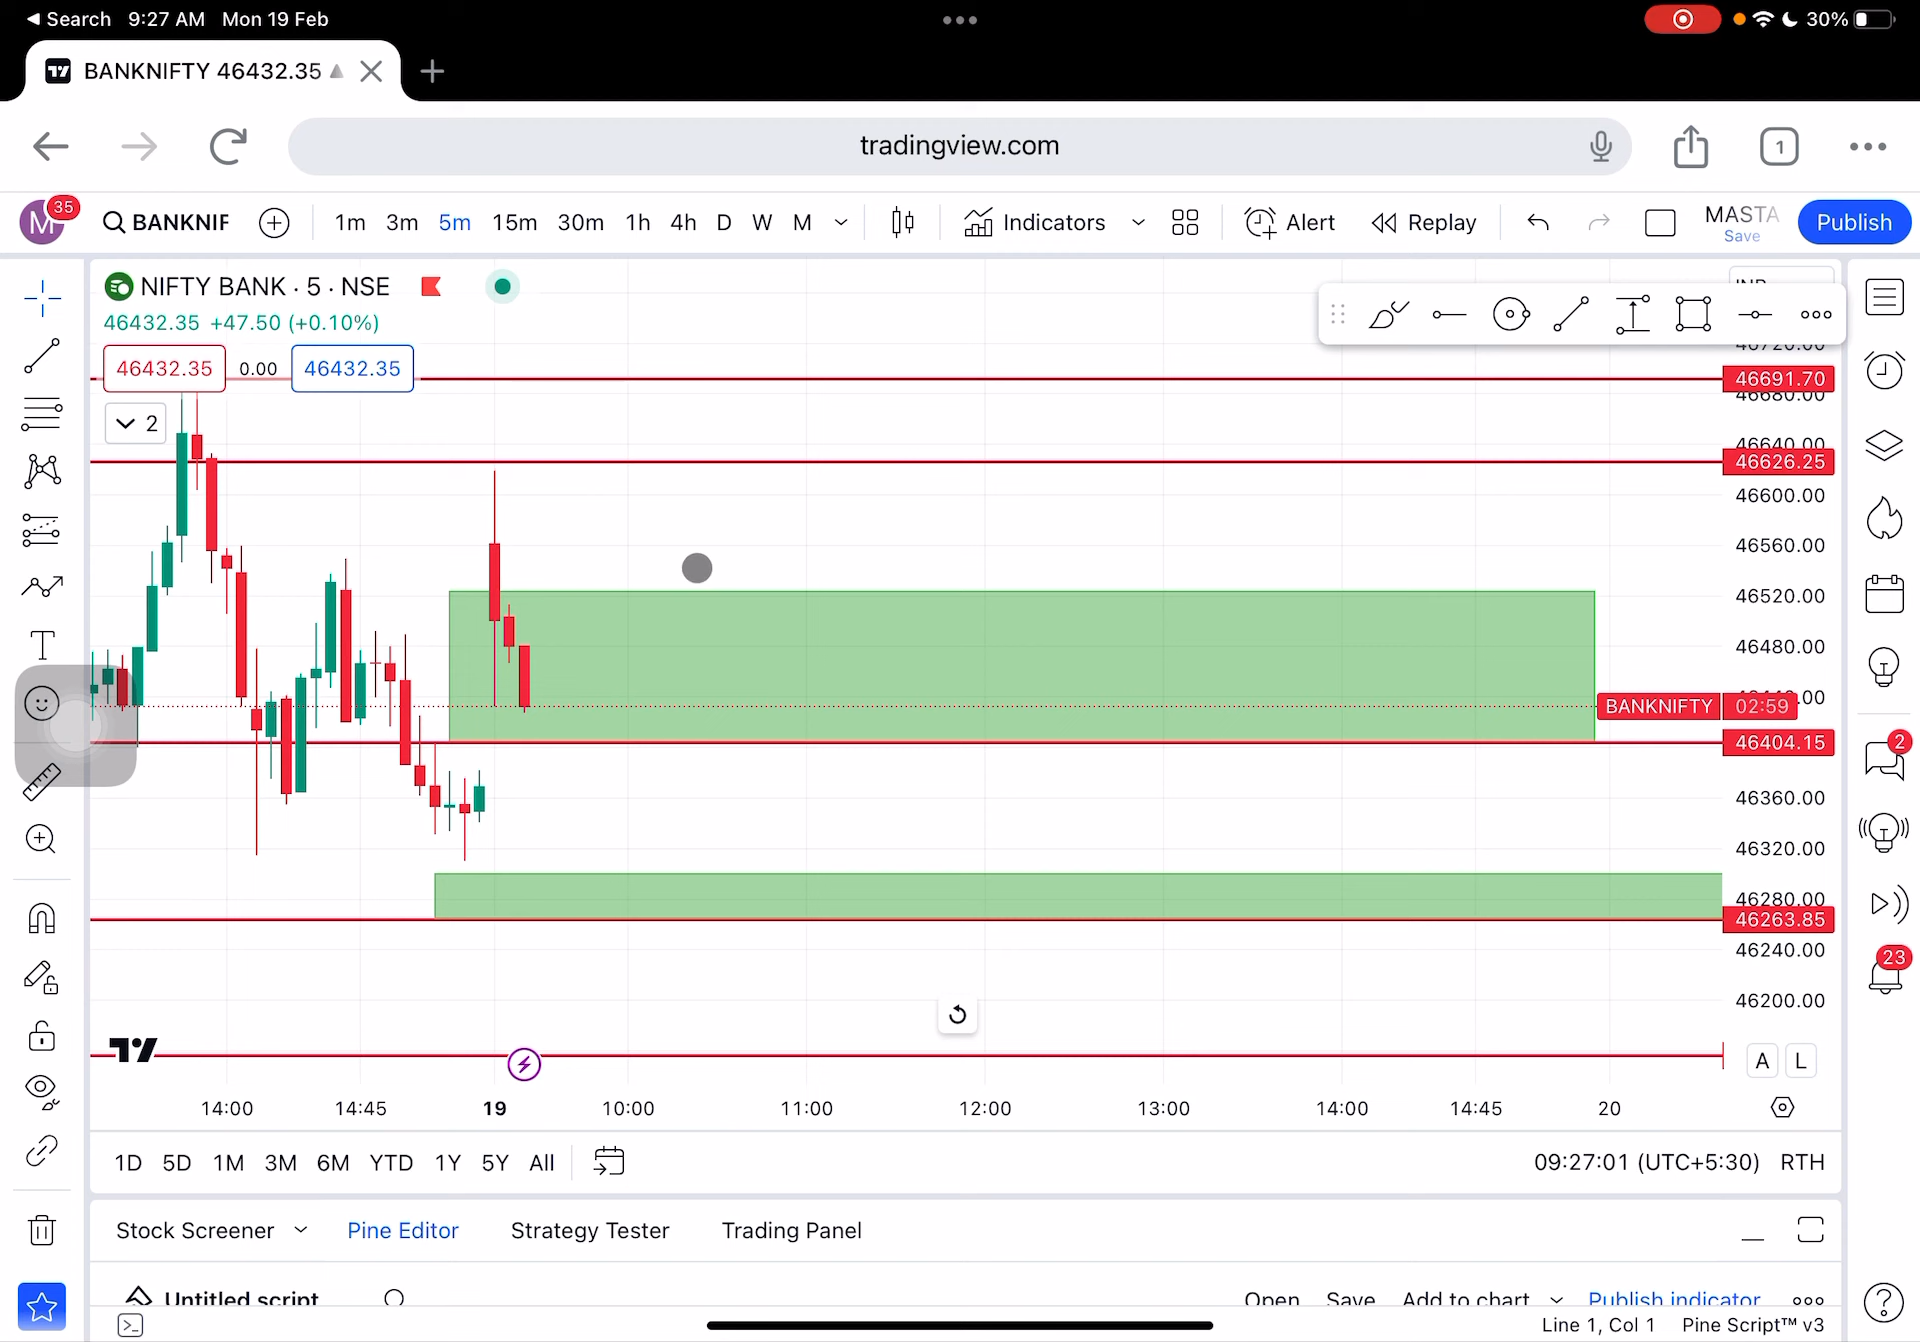 Search 9:27 AM Mon 19 Feb
30%
BANKNIFTY 46432.35
tradingview.com
1
M 35
BANKNIF
1m 3m 5m 15m 30m 1h 4h D W M
Indicators
Alert
Replay
MASTA
Save
Publish
NIFTY BANK · 5 · NSE
46432.35 +47.50 (+0.10%)
46432.35 0.00 46432.35
2
46691.70
46680.00
46640.00
46626.25
46600.00
46560.00
46520.00
46480.00
BANKNIFTY 02:59
46404.15
46360.00
46320.00
46280.00
46263.85
46240.00
46200.00
A L
2
23
14:00 14:45 19 10:00 11:00 12:00 13:00 14:00 14:45 20
1D 5D 1M 3M 6M YTD 1Y 5Y All
09:27:01 (UTC+5:30) RTH
Stock Screener Pine Editor Strategy Tester Trading Panel
Untitled script
Open Save Add to chart Publish indicator
Line 1, Col 1 Pine Script™ v3